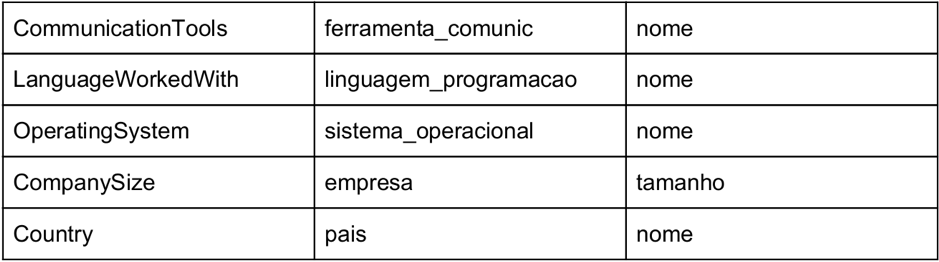 CommunicationTools ferramenta_comunic nome
LanguageWorkedWith linguagem_programacao nome
OperatingSystem sistema_operacional nome
CompanySize empresa tamanho
Country pais nome